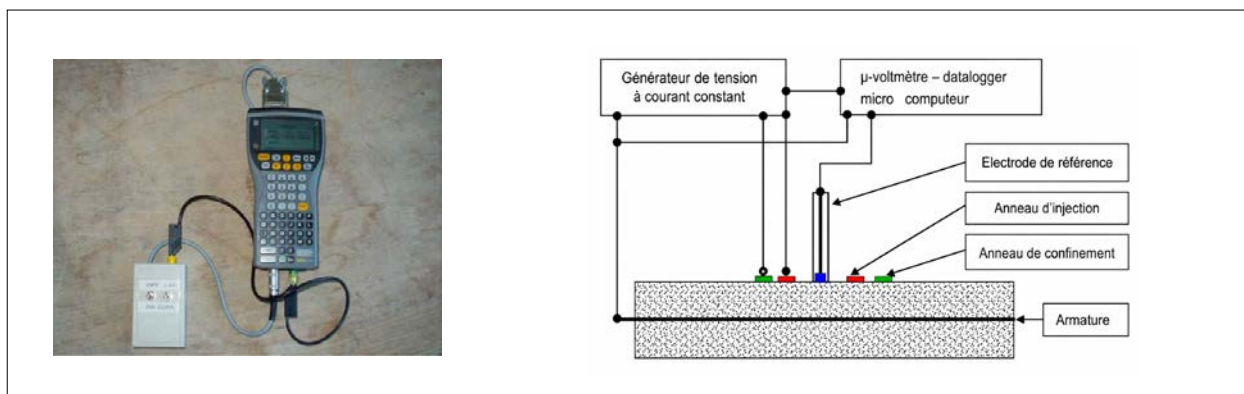 Générateur de tension
à courant constant
µ-voltmètre – datalogger
micro computeur
Electrode de référence
Anneau d'injection
Anneau de confinement
Armature